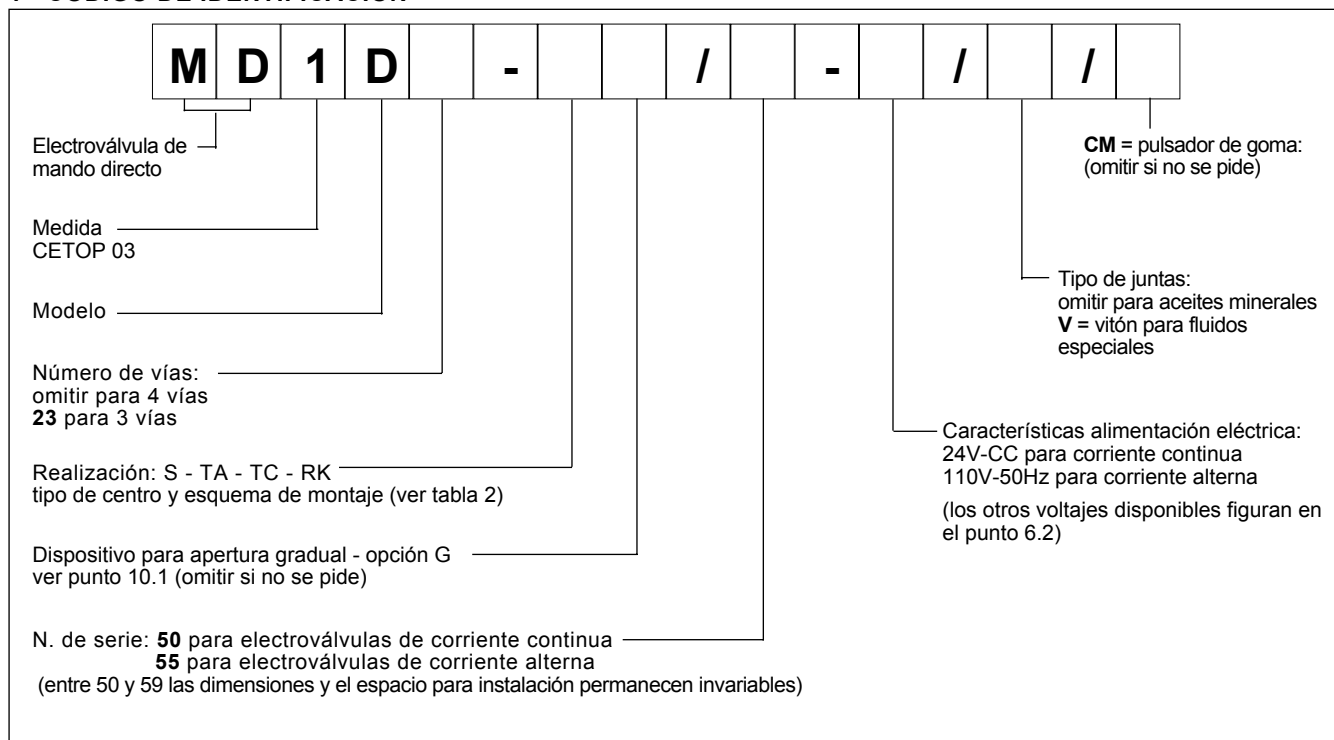 M D 1 D - / - / /
Electroválvula de
mando directo
Medida
CETOP 03
Modelo
Número de vías:
omitir para 4 vías
23 para 3 vías
Realización: S - TA - TC - RK
tipo de centro y esquema de montaje (ver tabla 2)
Dispositivo para apertura gradual - opción G
ver punto 10.1 (omitir si no se pide)
N. de serie: 50 para electroválvulas de corriente continua
55 para electroválvulas de corriente alterna
(entre 50 y 59 las dimensiones y el espacio para instalación permanecen invariables)
CM = pulsador de goma:
(omitir si no se pide)
Tipo de juntas:
omitir para aceites minerales
V = vitón para fluidos
especiales
Características alimentación eléctrica:
24V-CC para corriente continua
110V-50Hz para corriente alterna
(los otros voltajes disponibles figuran en
el punto 6.2)